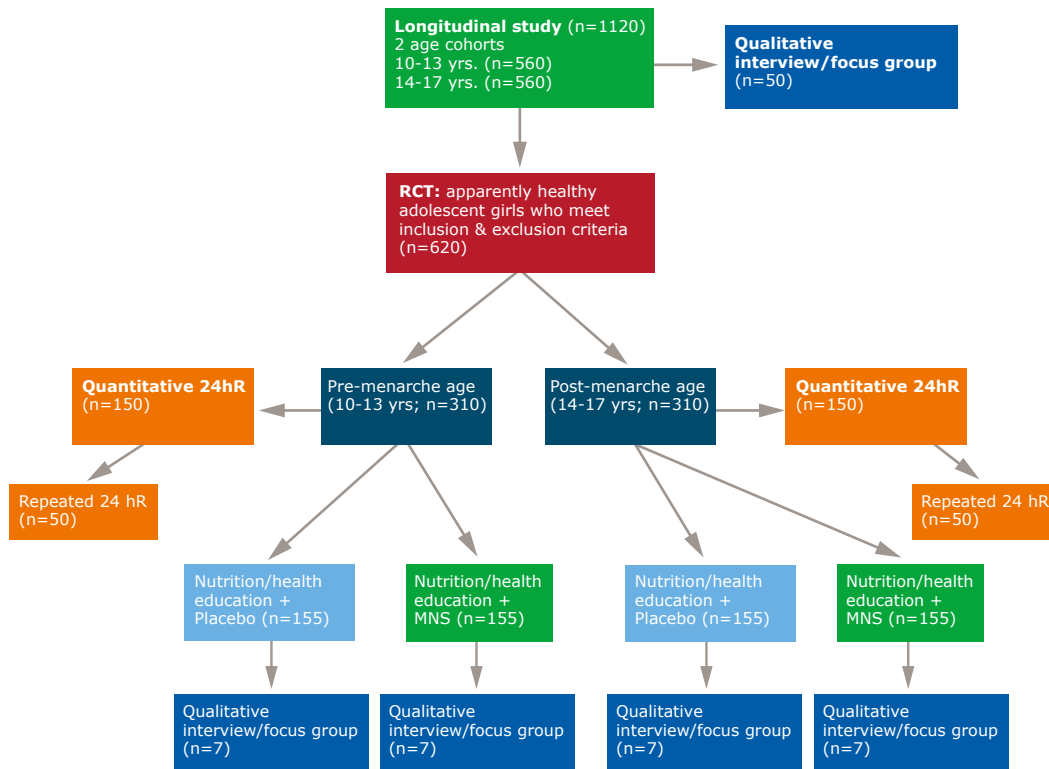 Longitudinal study (n=1120)
2 age cohorts
10-13 yrs. (n=560)
14-17 yrs. (n=560)
Qualitative
interview/focus group
(n=50)
RCT: apparently healthy
adolescent girls who meet
inclusion & exclusion criteria
(n=620)
Quantitative 24hR
(n=150)
Pre-menarche age
(10-13 yrs; n=310)
Post-menarche age
(14-17 yrs; n=310)
Quantitative 24hR
(n=150)
Repeated 24 hR
(n=50)
Repeated 24 hR
(n=50)
Nutrition/health
education +
Placebo (n=155)
Nutrition/health
education +
MNS (n=155)
Nutrition/health
education +
Placebo (n=155)
Nutrition/health
education +
MNS (n=155)
Qualitative
interview/focus group
(n=7)
Qualitative
interview/focus group
(n=7)
Qualitative
interview/focus group
(n=7)
Qualitative
interview/focus group
(n=7)